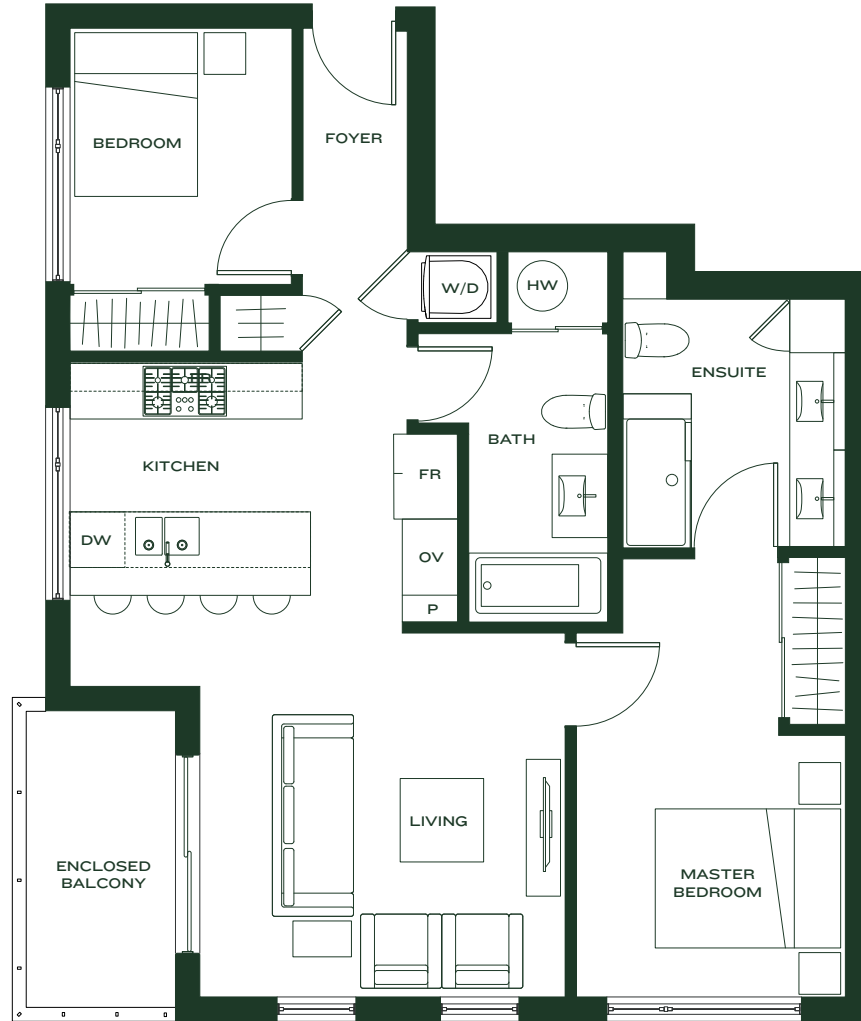 FOYER
BEDROOM
W/D
HW
ENSUITE
BATH
KITCHEN
FR
DW
OV
P
LIVING
ENCLOSED
BALCONY
MASTER
BEDROOM